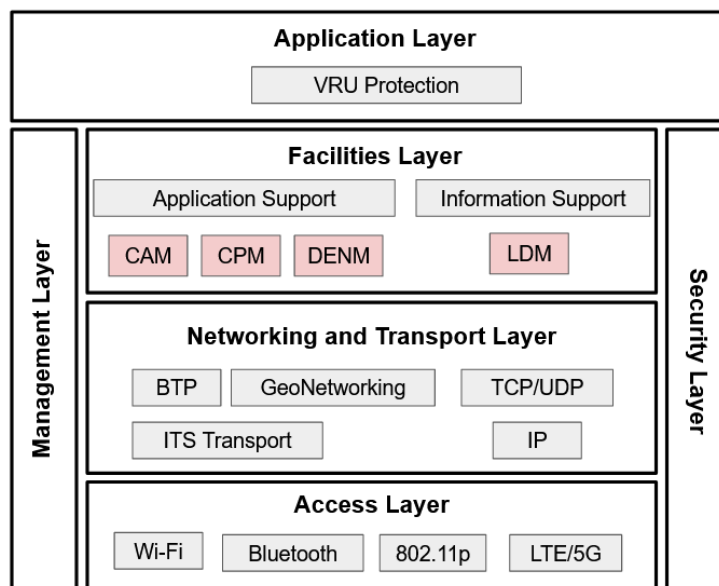 Application Layer
VRU Protection
Management Layer
Facilities Layer
Application Support
Information Support
CAM
CPM
DENM
LDM
Networking and Transport Layer
BTP
GeoNetworking
TCP/UDP
ITS Transport
IP
Access Layer
Wi-Fi
Bluetooth
802.11p
LTE/5G
Security Layer